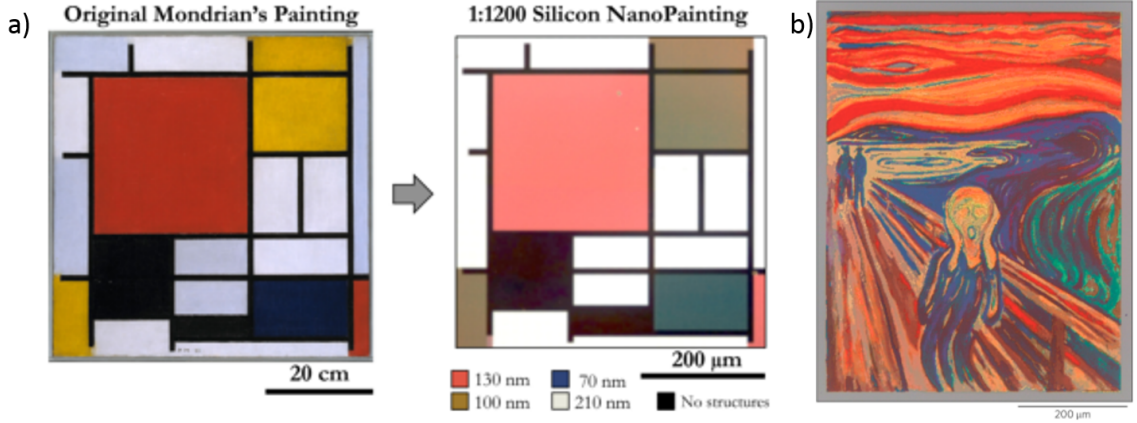 a)
Original Mondrian's Painting
1:1200 Silicon NanoPainting
b)
20 cm
200 μm
130 nm
70 nm
100 nm
210 nm
No structures
200 μm